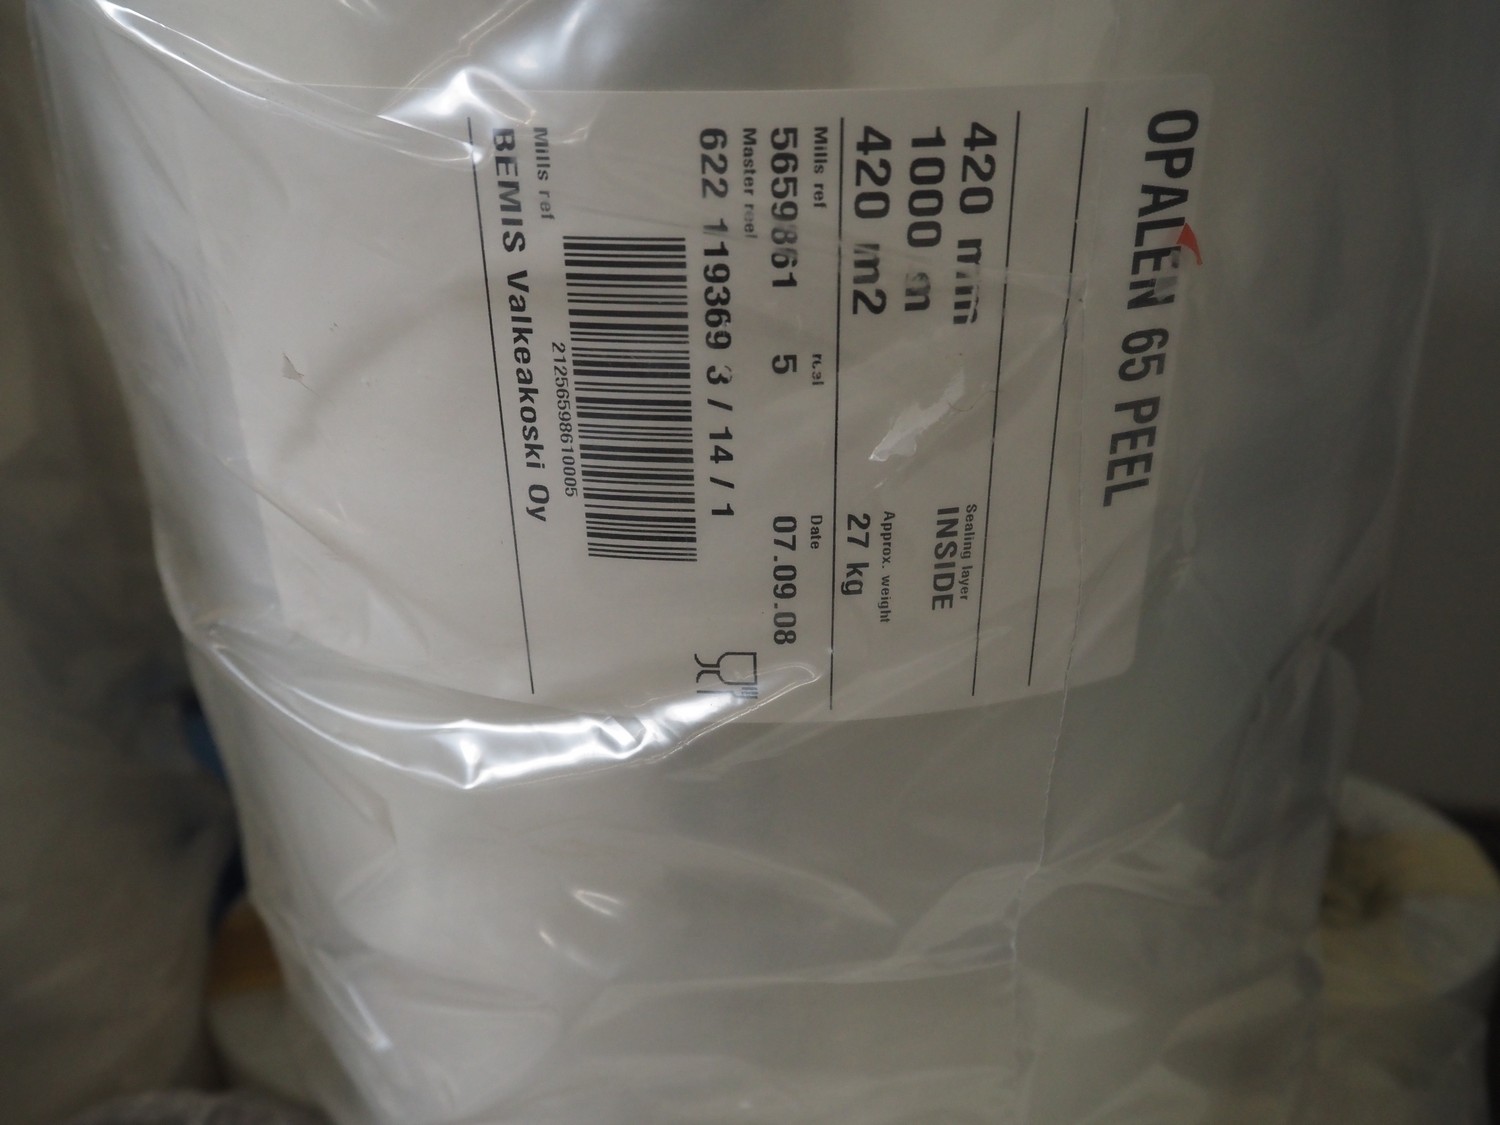 OPALEN 65 PEEL
420 mm
1000 m
Sealing layer
INSIDE
420 m2
Approx. weight
27 kg
Mills ref reel Date
5659861 5 07.09.08
Master reel
622 119369 3 / 14 / 1
21256598610005
Mills ref
BEMIS Valkeakoski Oy